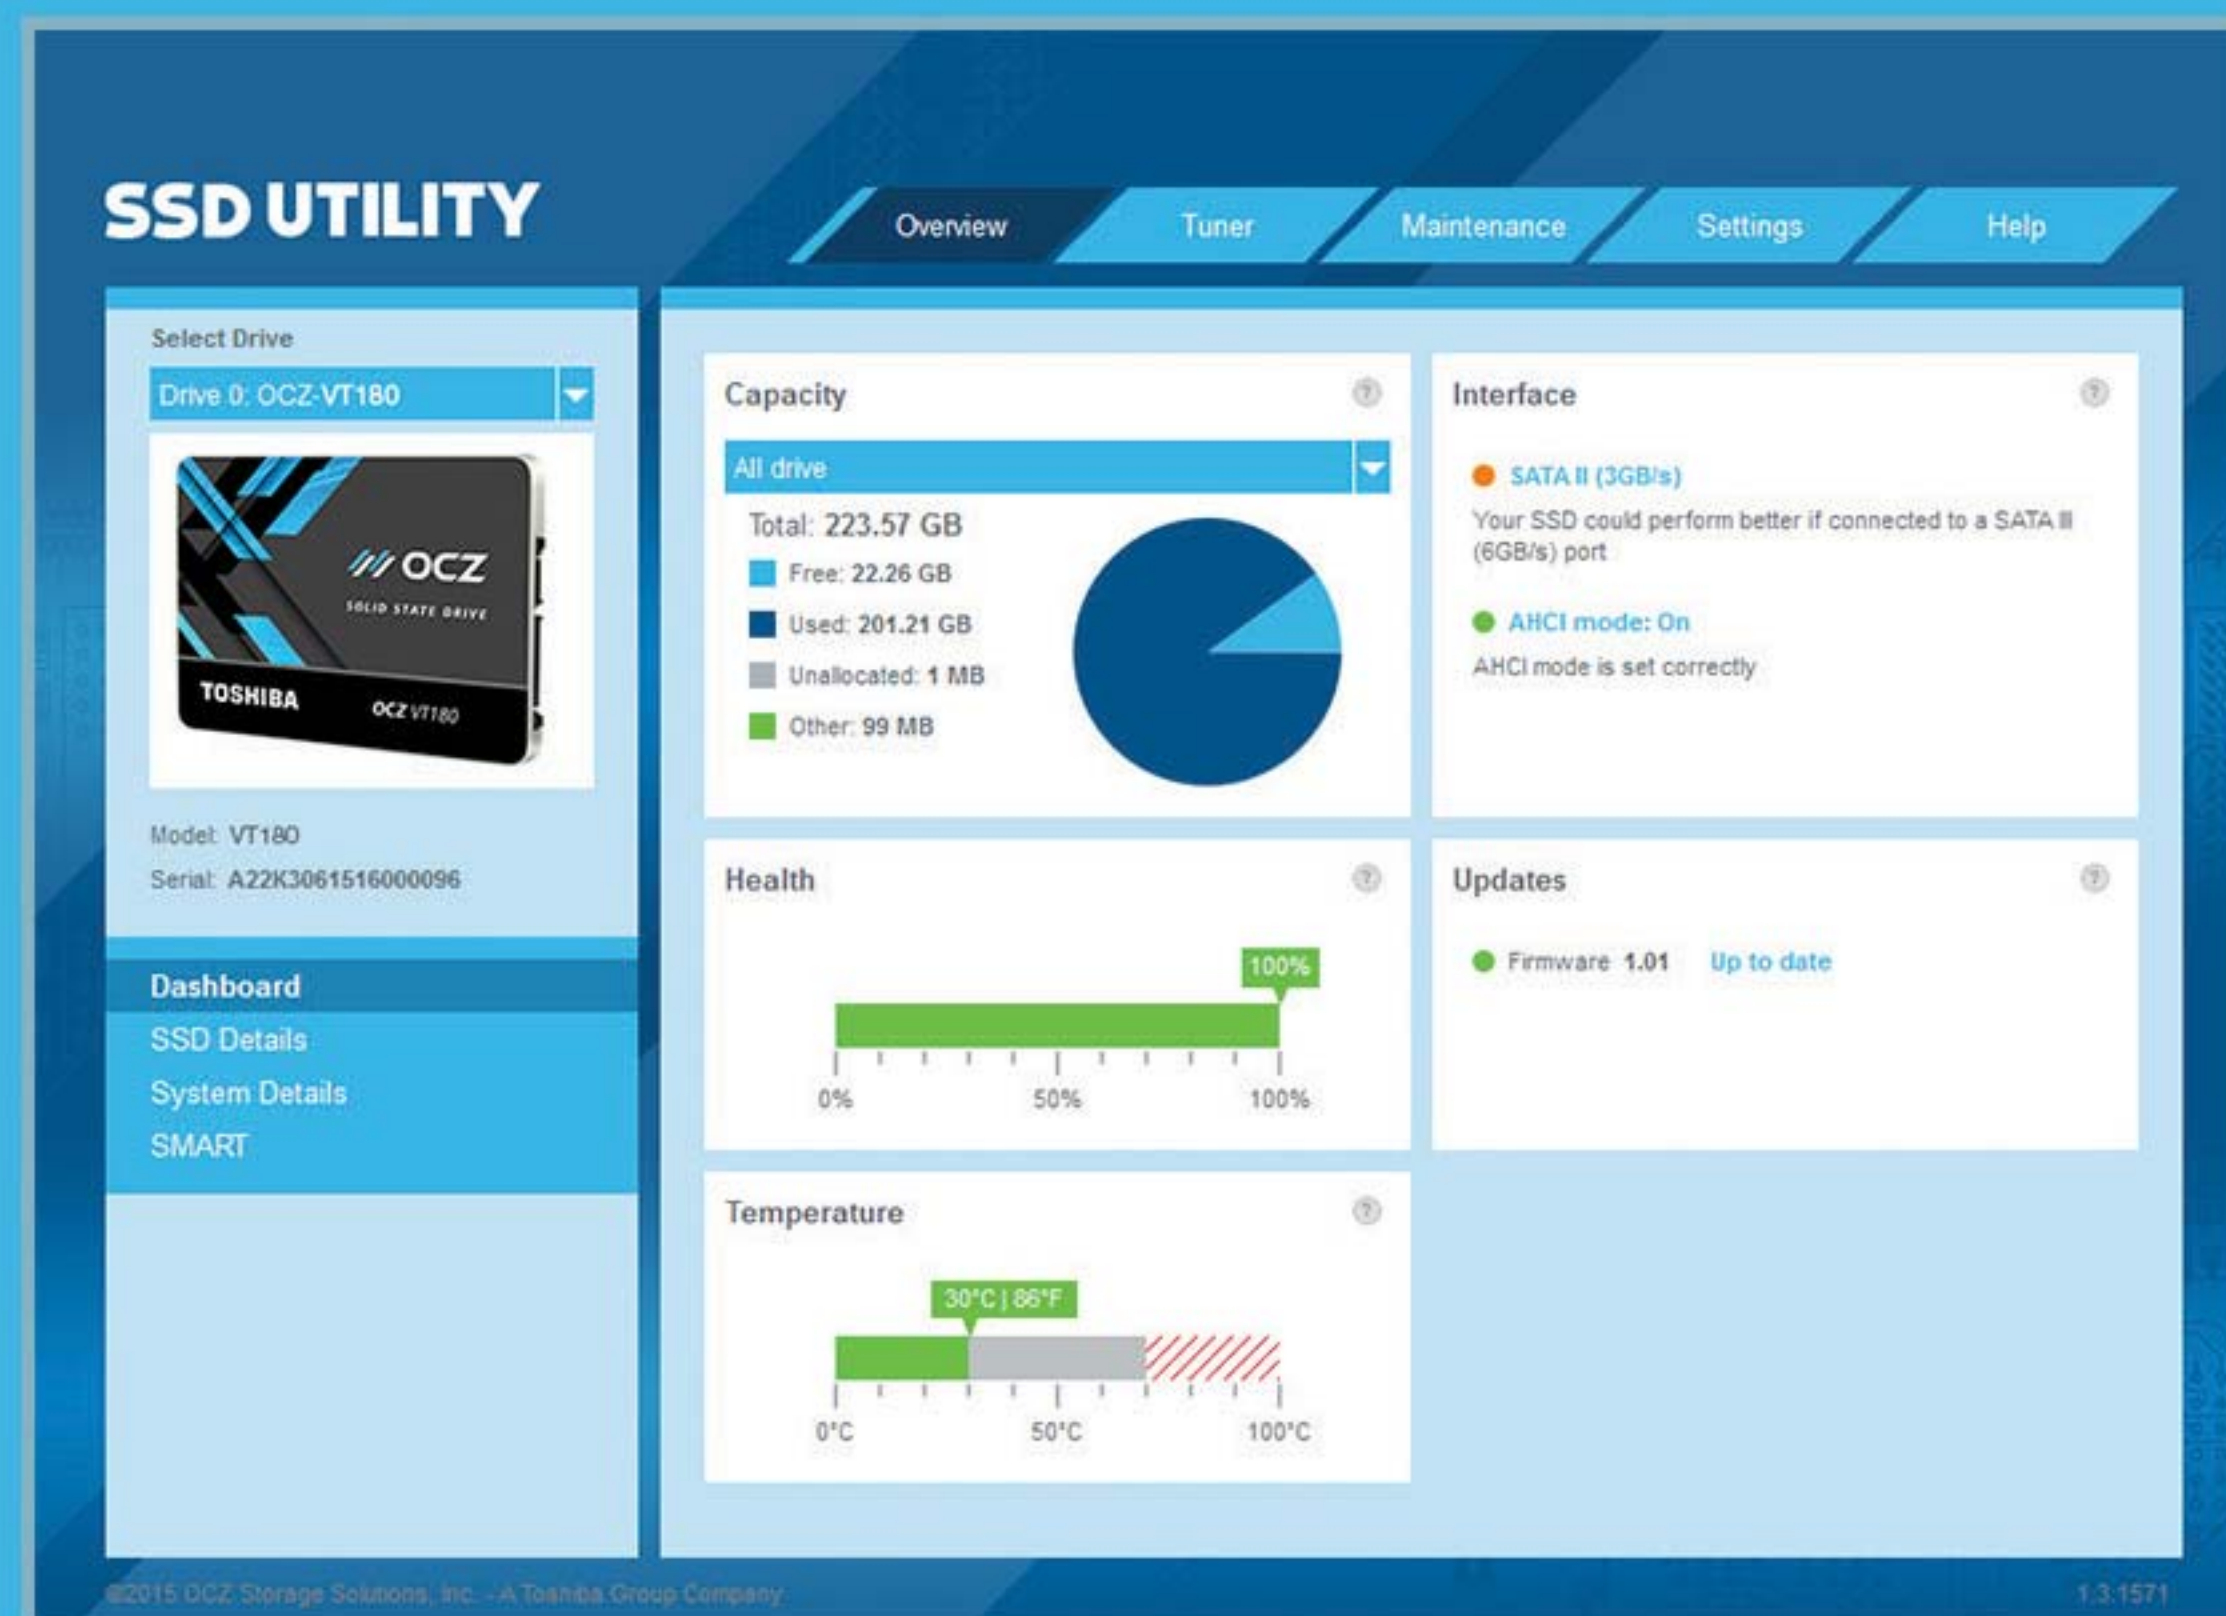 SSD UTILITY
Overview
Tuner
Maintenance
Settings
Help
Select Drive
Drive 0: OCZ-VT180
OCZ
SOLID STATE DRIVE
TOSHIBA
OCZ VT180
Model: VT180
Serial: A22K3061516000096
Dashboard
SSD Details
System Details
SMART
Capacity
?
All drive
Total: 223.57 GB
Free: 22.26 GB
Used: 201.21 GB
Unallocated: 1 MB
Other: 99 MB
Interface
?
SATA II (3GB/s)
Your SSD could perform better if connected to a SATA III
(6GB/s) port
AHCI mode: On
AHCI mode is set correctly
Health
?
100%
0%
50%
100%
Updates
?
Firmware 1.01 Up to date
Temperature
?
30°C | 86°F
0°C
50°C
100°C
©2015 OCZ Storage Solutions, Inc. - A Toshiba Group Company
1.3.1571